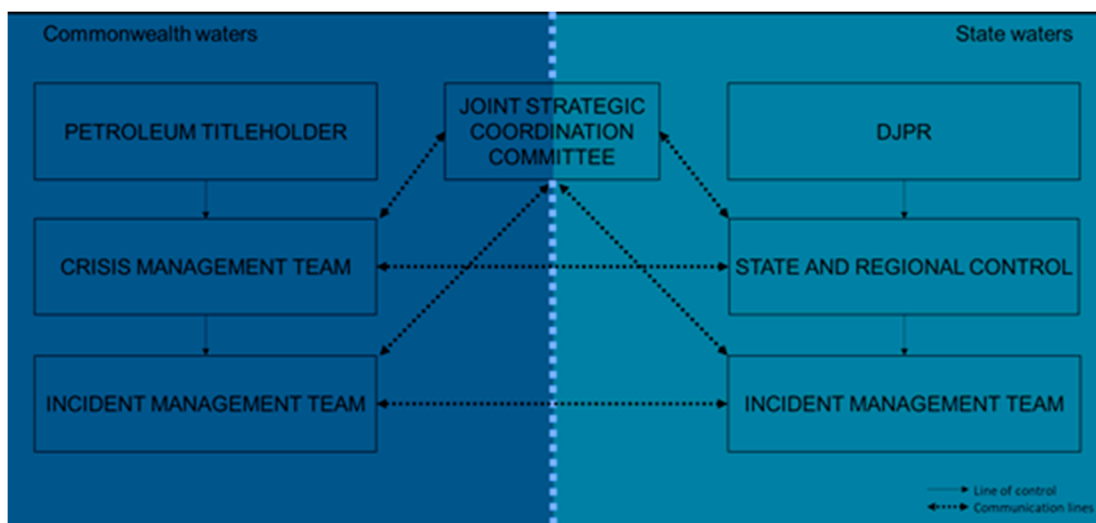 Commonwealth waters
State waters
PETROLEUM TITLEHOLDER
JOINT STRATEGIC
COORDINATION
COMMITTEE
DJPR
CRISIS MANAGEMENT TEAM
STATE AND REGIONAL CONTROL
INCIDENT MANAGEMENT TEAM
INCIDENT MANAGEMENT TEAM
Line of control
Communication lines